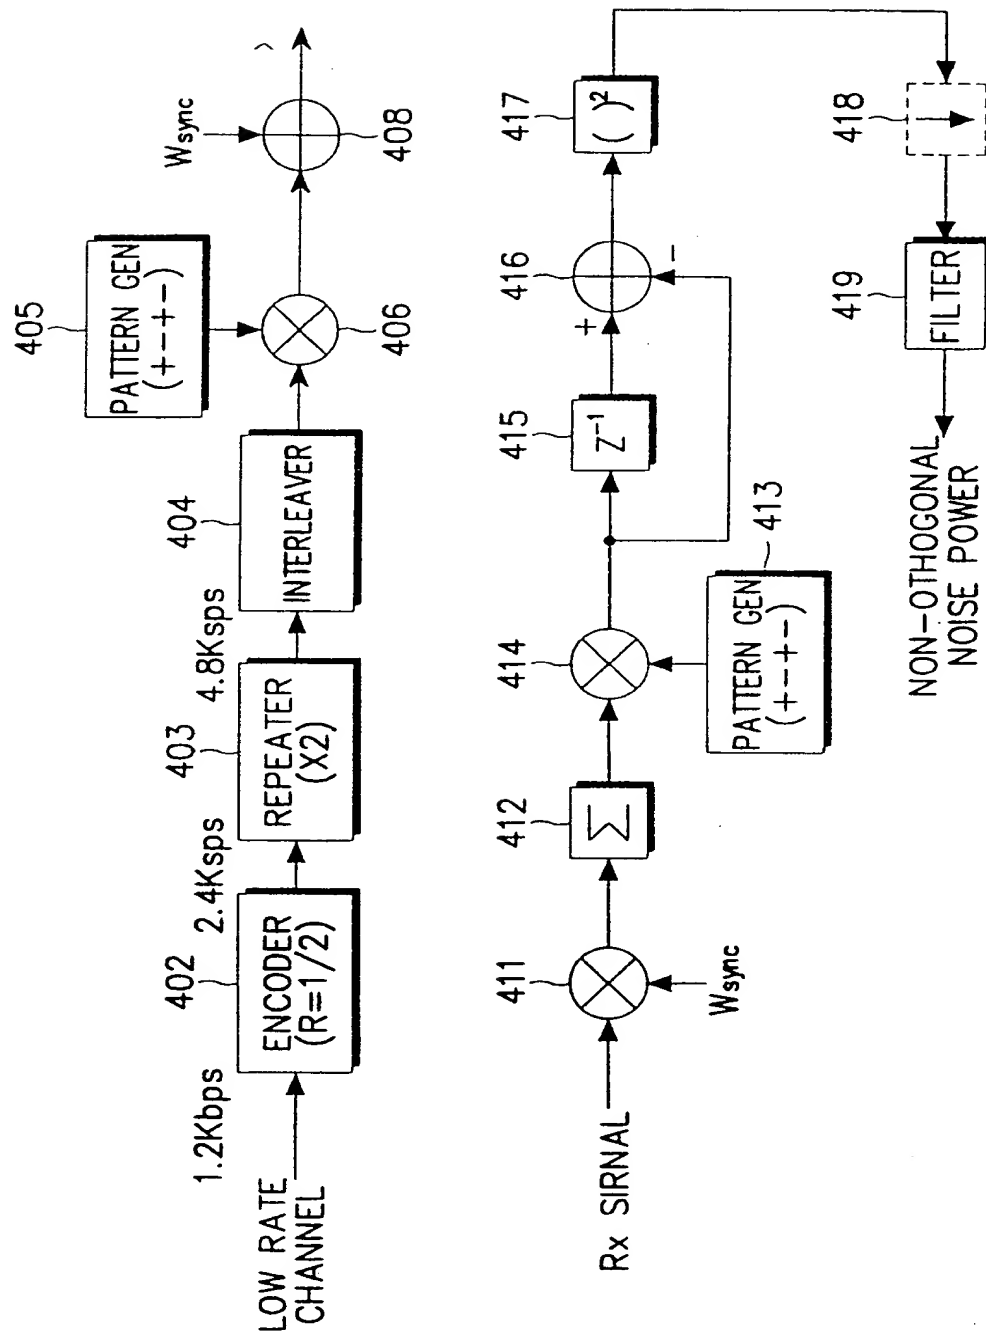 LOW RATE
CHANNEL
1.2Kbps
402
ENCODER
(R=1/2)
2.4Ksps
403
REPEATER
(X2)
4.8Ksps
404
INTERLEAVER
405
PATTERN GEN
(+--+--)
406
Wsync
408
Rx SIRNAL
411
Wsync
412
Σ
414
413
PATTERN GEN
(+--+-)
415
Z⁻¹
416
+
-
417
( )²
418
419
FILTER
NON-OTHOGONAL
NOISE POWER